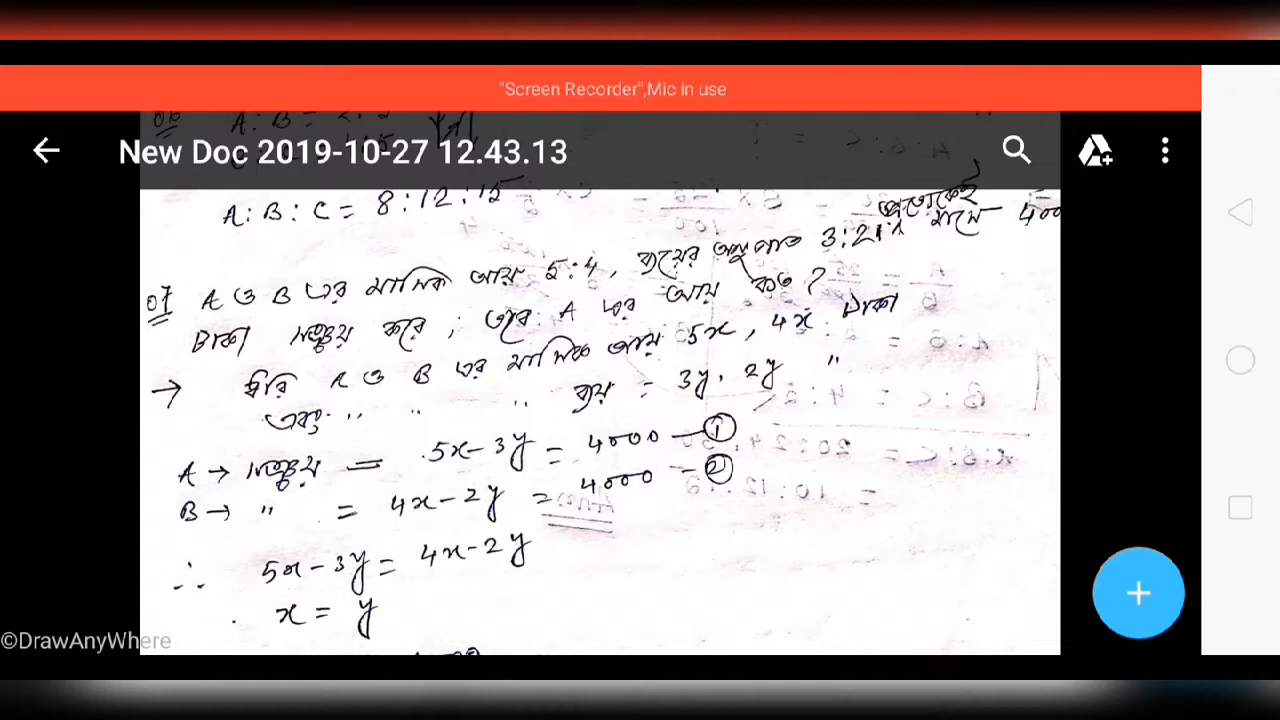 "Screen Recorder",Mic in use
A : B =
New Doc 2019-10-27 12.43.13
A : B : C = 8 : 12 : 15
07 A ও B এর মাসিক আয় 5 : 4 , ব্যয়ের অনুপাত 3 : 2 । প্রত্যেকেই মাসে 400
টাকা সঞ্চয় করে ; তবে A এর আয় কত ?
→ ধরি A ও B এর মাসিক আয় 5x , 4x টাকা
এবং " " " ব্যয় = 3y , 2y "
A → সঞ্চয় = 5x - 3y = 4000 — ①
B → " = 4x - 2y = 4000 — ②
∴ 5x - 3y = 4x - 2y
x = y
©DrawAnyWhere